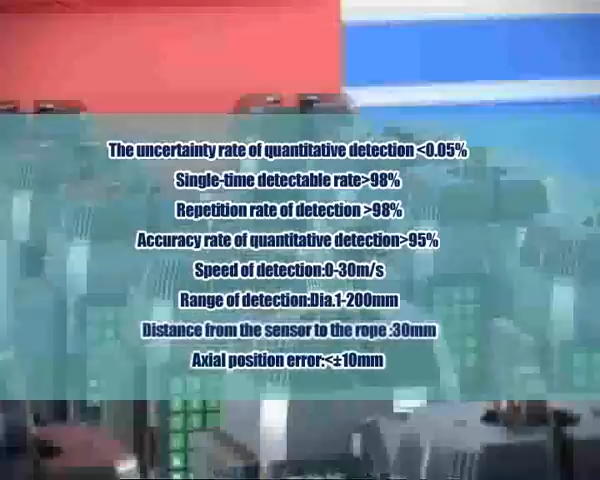 The uncertainty rate of quantitative detection <0.05%
Single-time detectable rate>98%
Repetition rate of detection >98%
Accuracy rate of quantitative detection>95%
Speed of detection:0-30m/s
Range of detection:Dia.1-200mm
Distance from the sensor to the rope :30mm
Axial position error:<±10mm